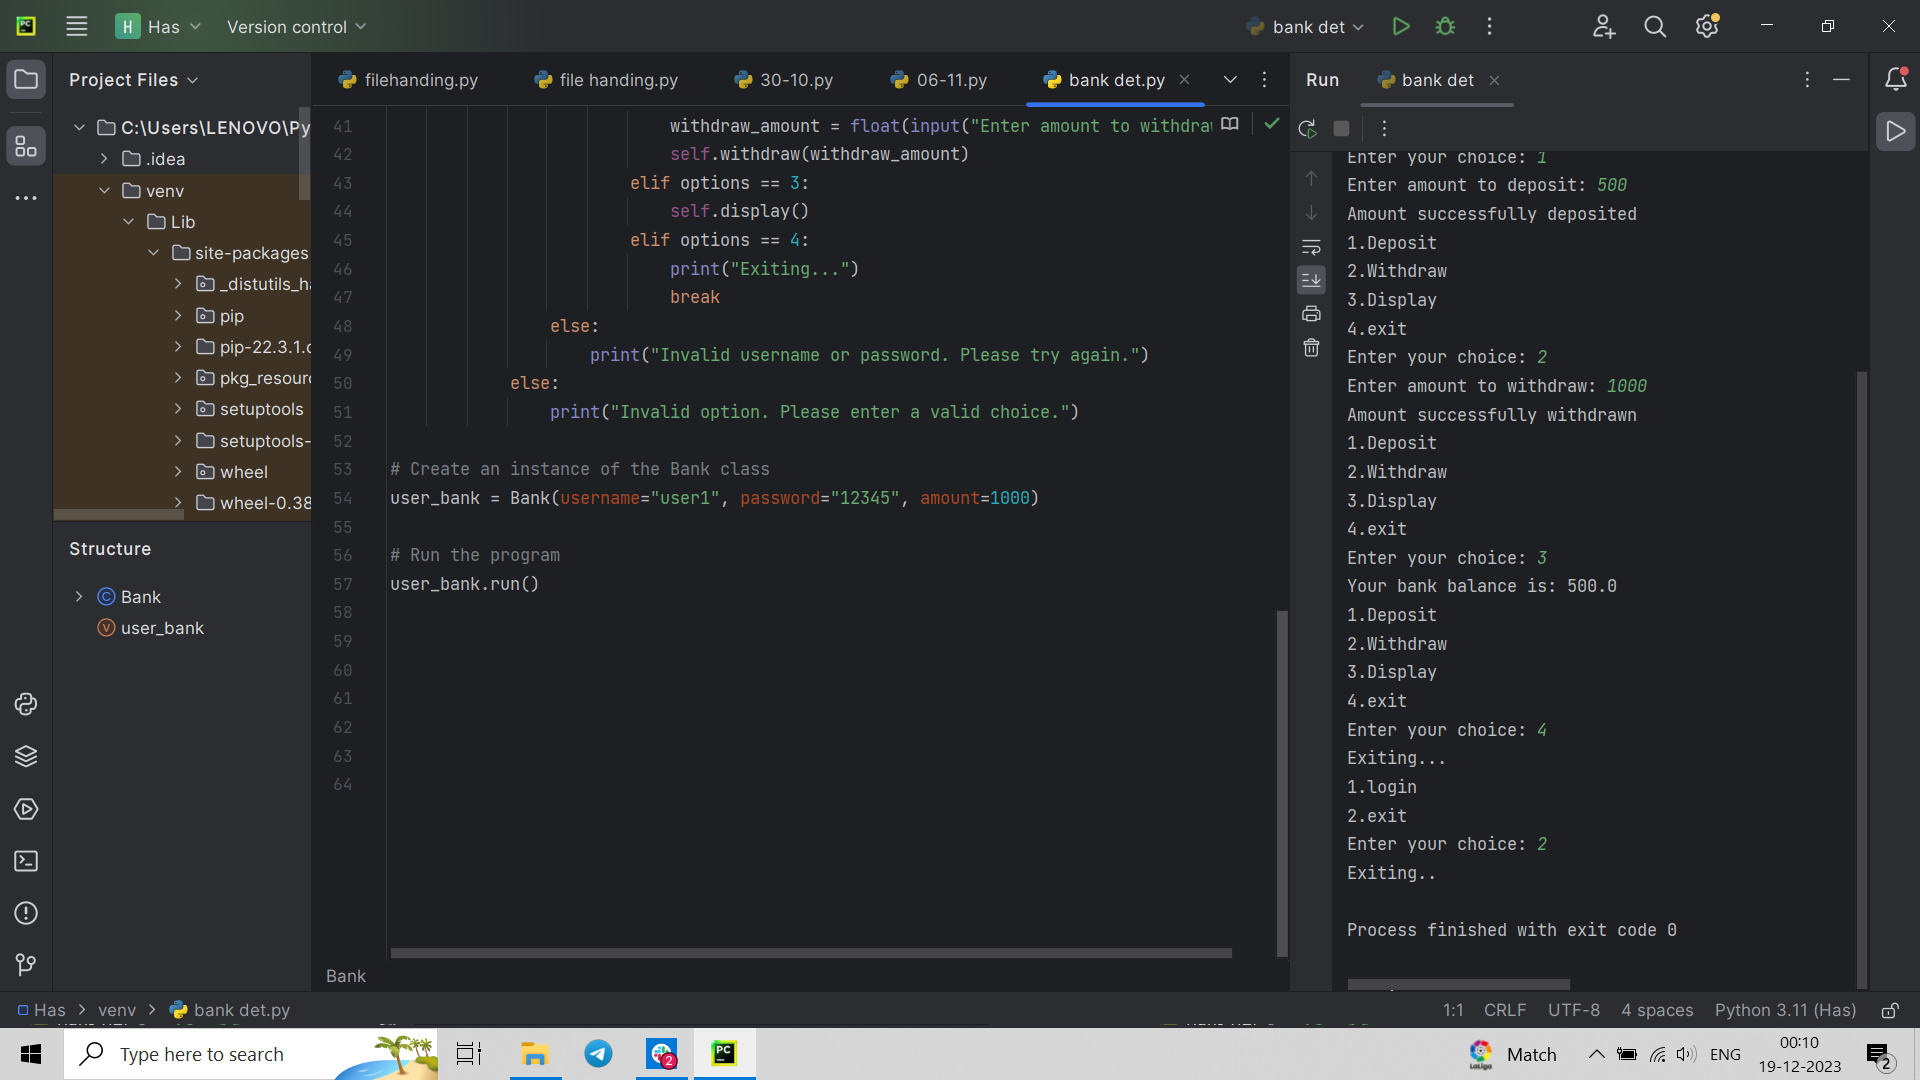 PC
H Has
Version control
bank det
Project Files
C:\Users\LENOVO\Py
.idea
venv
Lib
site-packages
_distutils_ha
pip
pip-22.3.1.d
pkg_resourc
setuptools
setuptools-
wheel
wheel-0.38
Structure
Bank
user_bank
filehanding.py
file handing.py
30-10.py
06-11.py
bank det.py
41 withdraw_amount = float(input("Enter amount to withdraw
42 self.withdraw(withdraw_amount)
43 elif options == 3:
44 self.display()
45 elif options == 4:
46 print("Exiting...")
47 break
48 else:
49 print("Invalid username or password. Please try again.")
50 else:
51 print("Invalid option. Please enter a valid choice.")
52
53 # Create an instance of the Bank class
54 user_bank = Bank(username="user1", password="12345", amount=1000)
55
56 # Run the program
57 user_bank.run()
58
59
60
61
62
63
64
Bank
Run bank det
Enter your choice: 1
Enter amount to deposit: 500
Amount successfully deposited
1.Deposit
2.Withdraw
3.Display
4.exit
Enter your choice: 2
Enter amount to withdraw: 1000
Amount successfully withdrawn
1.Deposit
2.Withdraw
3.Display
4.exit
Enter your choice: 3
Your bank balance is: 500.0
1.Deposit
2.Withdraw
3.Display
4.exit
Enter your choice: 4
Exiting...
1.login
2.exit
Enter your choice: 2
Exiting..
Process finished with exit code 0
Has > venv > bank det.py
1:1 CRLF UTF-8 4 spaces Python 3.11 (Has)
Type here to search
2
PC
LaLiga
Match
ENG
00:10
19-12-2023
2